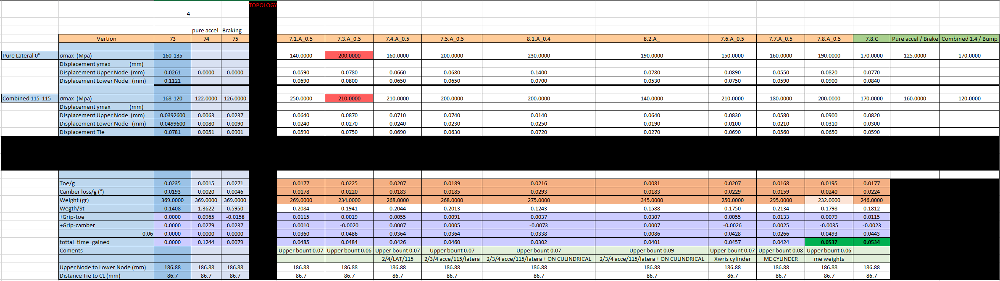 TOPOLOGY
4
pure accel Braking
Vertion 73 74 75 7.1.A_0.5 7.3.A_0.5 7.4.A_0.5 7.5.A_0.5 8.1.A_0.4 8.2.A_ 7.6.A_0.5 7.7.A_0.5 7.8.A_0.5 7.8.C Pure accel / Brake Combined 1.4 / Bump
Pure Lateral 0° σmax (Mpa) 160-135 140.0000 200.0000 160.0000 200.0000 230.0000 190.0000 150.0000 160.0000 190.0000 170.0000 125.0000 170.0000
Displacement ymax (mm)
Displacement Upper Node (mm) 0.0261 0.0000 0.0000 0.0590 0.0780 0.0660 0.0680 0.1400 0.0780 0.0890 0.0550 0.0820 0.0770
Displacement Lower Node (mm) 0.1121 0.0690 0.0800 0.0650 0.0650 0.0700 0.0530 0.0750 0.0590 0.0900 0.0840
Combined 115 115 σmax (Mpa) 168-120 122.0000 126.0000 250.0000 210.0000 210.0000 200.0000 200.0000 140.0000 210.0000 180.0000 200.0000 170.0000 160.0000 120.0000
Displacement ymax (mm)
Displacement Upper Node (mm) 0.0392600 0.0063 0.0237 0.0640 0.0870 0.0710 0.0740 0.0140 0.0640 0.0830 0.0580 0.0900 0.0820
Displacement Lower Node (mm) 0.0499600 0.0080 0.0090 0.0240 0.0270 0.0240 0.0230 0.0250 0.0190 0.0100 0.0210 0.0310 0.0300
Displacement Tie 0.0781 0.0051 0.0901 0.0590 0.0750 0.0690 0.0630 0.0720 0.0270 0.0690 0.0560 0.0650 0.0590
Toe/g 0.0235 0.0015 0.0271 0.0177 0.0225 0.0207 0.0189 0.0216 0.0081 0.0207 0.0168 0.0195 0.0177
Camber loss/g (°) 0.0193 0.0020 0.0046 0.0178 0.0220 0.0183 0.0185 0.0293 0.0183 0.0229 0.0159 0.0240 0.0224
Weight (gr) 369.0000 369.0000 369.0000 269.0000 234.0000 268.0000 268.0000 275.0000 345.0000 250.0000 295.0000 232.0000 246.0000
Wegth/St 0.1408 1.3622 0.5950 0.2084 0.1941 0.2044 0.2013 0.1243 0.1588 0.1750 0.2134 0.1798 0.1812
+Grip-toe 0.0000 0.0965 -0.0158 0.0115 0.0019 0.0055 0.0091 0.0037 0.0307 0.0055 0.0133 0.0079 0.0115
+Grip-camber 0.0000 0.0279 0.0237 0.0010 -0.0020 0.0007 0.0005 -0.0073 0.0007 -0.0026 0.0025 -0.0035 -0.0023
0.06 0.0000 0.0000 0.0000 0.0360 0.0486 0.0364 0.0364 0.0338 0.0086 0.0428 0.0266 0.0493 0.0443
tottal_time_gained 0.0000 0.1244 0.0079 0.0485 0.0484 0.0426 0.0460 0.0302 0.0401 0.0457 0.0424 0.0537 0.0534
Coments Upper bount 0.07 Upper bount 0.06 Upper bount 0.07 Upper bount 0.07 Upper bount 0.07 Upper bount 0.09 Upper bount 0.07 Upper bount 0.08 Upper bount 0.06
2/4/LAT/115 2/3/4 acce/115/latera 2/3/4 acce/115/latera + ON CULINDRICAL 2/3/4 acce/115/latera + ON CULINDRICAL Xwris cylinder ME CYLINDER me weights
Upper Node to Lower Node (mm) 186.88 186.88 186.88 186.88 186.88 186.88 186.88 186.88 186.88 186.88 186.88 186.88 186.88
Distance Tie to CL (mm) 86.7 86.7 86.7 86.7 86.7 86.7 86.7 86.7 86.7 86.7 86.7 86.7 86.7